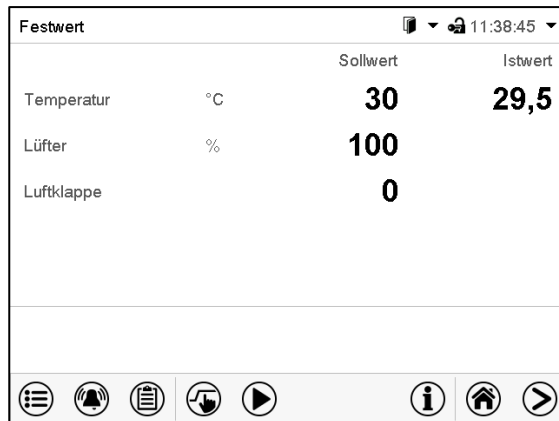 Festwert 11:38:45
Sollwert Istwert
Temperatur °C 30 29,5
Lüfter % 100
Luftklappe 0